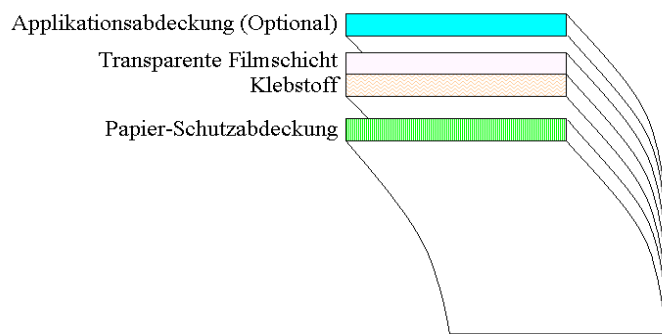 Applikationsabdeckung (Optional)
Transparente Filmschicht
Klebstoff
Papier-Schutzabdeckung